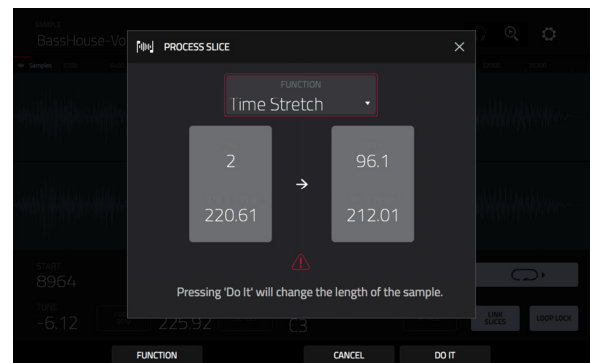 SAMPLE
BassHouse-Vo
PROCESS SLICE
Samples
FUNCTION
Time Stretch
2
96.1
220.61
212.01
Pressing 'Do It' will change the length of the sample.
START
8964
TUNE
-6.12
225.92
C3
LINK SLICES
LOOP LOCK
FUNCTION
CANCEL
DO IT